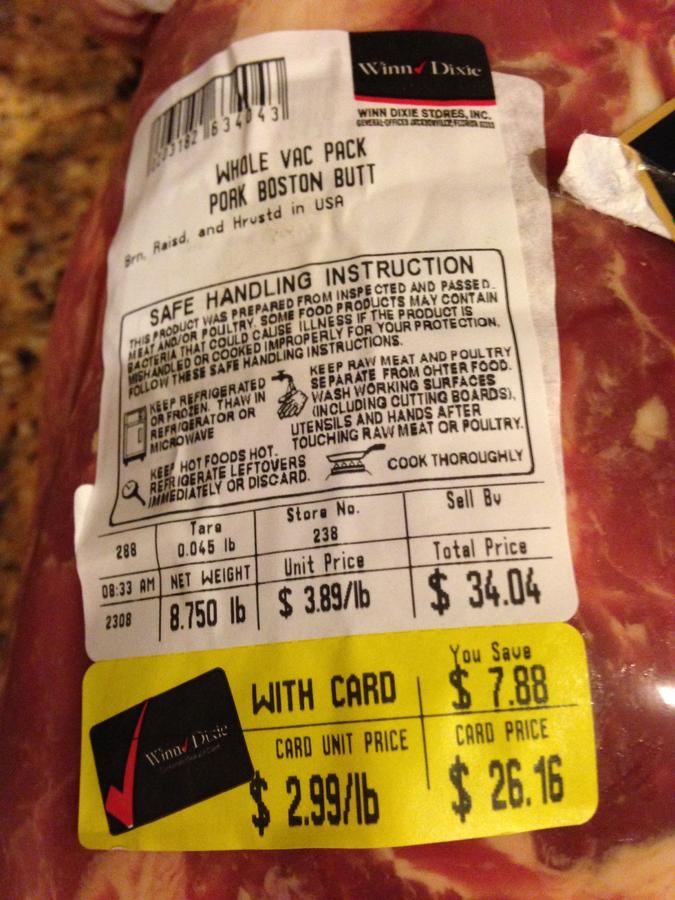 Winn Dixie
WINN DIXIE STORES, INC.
GENERAL OFFICES JACKSONVILLE, FLORIDA
WHOLE VAC PACK
PORK BOSTON BUTT
Brn, Raisd, and Hrvstd in USA
SAFE HANDLING INSTRUCTION
THIS PRODUCT WAS PREPARED FROM INSPECTED AND PASSED
MEAT AND/OR POULTRY. SOME FOOD PRODUCTS MAY CONTAIN
BACTERIA THAT COULD CAUSE ILLNESS IF THE PRODUCT IS
MISHANDLED OR COOKED IMPROPERLY FOR YOUR PROTECTION,
FOLLOW THESE SAFE HANDLING INSTRUCTIONS.
KEEP REFRIGERATED
OR FROZEN. THAW IN
REFRIGERATOR OR
MICROWAVE
KEEP RAW MEAT AND POULTRY
SEPARATE FROM OHTER FOOD.
WASH WORKING SURFACES
(INCLUDING CUTTING BOARDS),
UTENSILS AND HANDS AFTER
TOUCHING RAW MEAT OR POULTRY.
KEEP HOT FOODS HOT.
REFRIGERATE LEFTOVERS
IMMEDIATELY OR DISCARD.
COOK THOROUGHLY
288
Tare
0.045 lb
Store No.
238
Sell By
08:33 AM
NET WEIGHT
Unit Price
Total Price
2308
8.750 lb
$ 3.89/lb
$ 34.04
Winn Dixie
WITH CARD
You Save
$ 7.88
CARD UNIT PRICE
CARD PRICE
$ 2.99/lb
$ 26.16